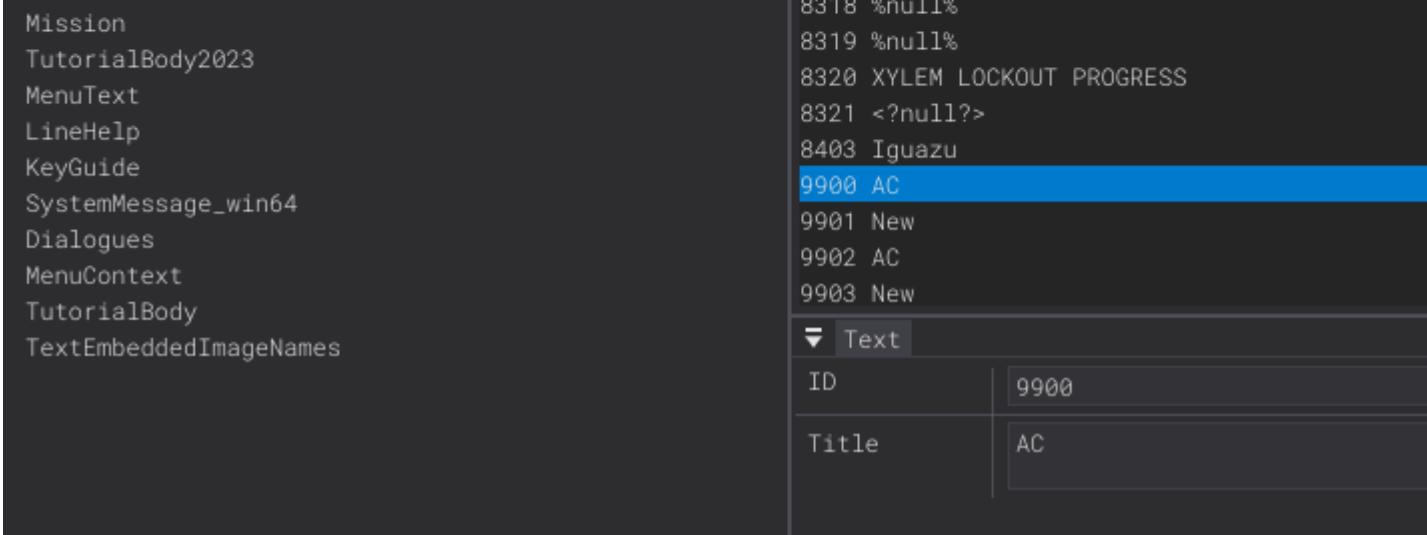 Mission
TutorialBody2023
MenuText
LineHelp
KeyGuide
SystemMessage_win64
Dialogues
MenuContext
TutorialBody
TextEmbeddedImageNames
8318 %null%
8319 %null%
8320 XYLEM LOCKOUT PROGRESS
8321 <?null?>
8403 Iguazu
9900 AC
9901 New
9902 AC
9903 New
Text
ID 9900
Title AC